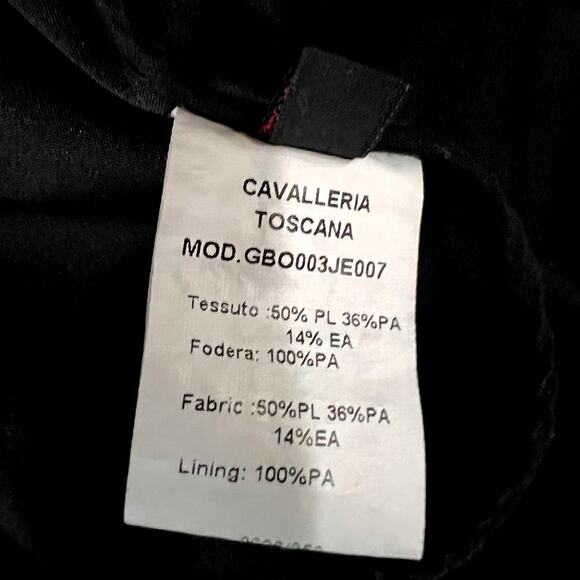 CAVALLERIA
TOSCANA
MOD.GBO003JE007
Tessuto :50% PL 36%PA
14% EA
Fodera: 100%PA
Fabric :50%PL 36%PA
14%EA
Lining: 100%PA